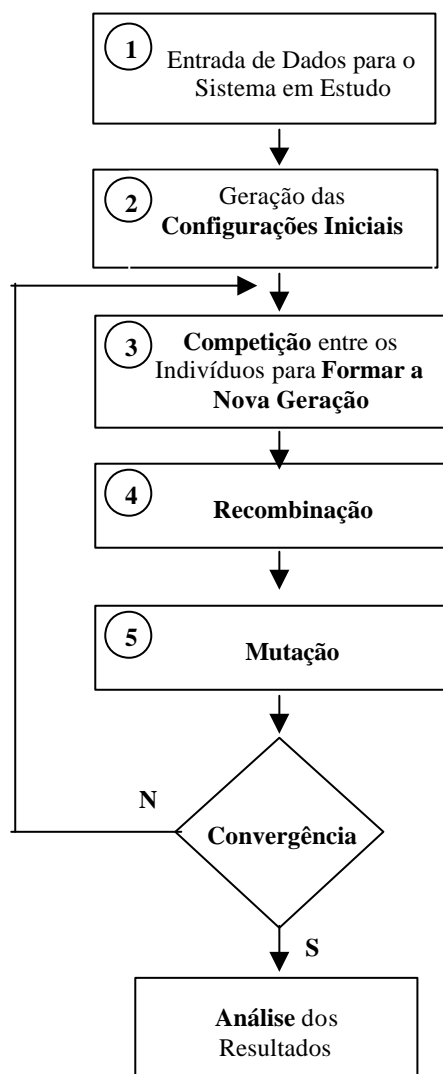 1
Entrada de Dados para o
Sistema em Estudo
2
Geração das
Configurações Iniciais
3
Competição entre os
Indivíduos para Formar a
Nova Geração
4
Recombinação
5
Mutação
N
Convergência
S
Análise dos
Resultados